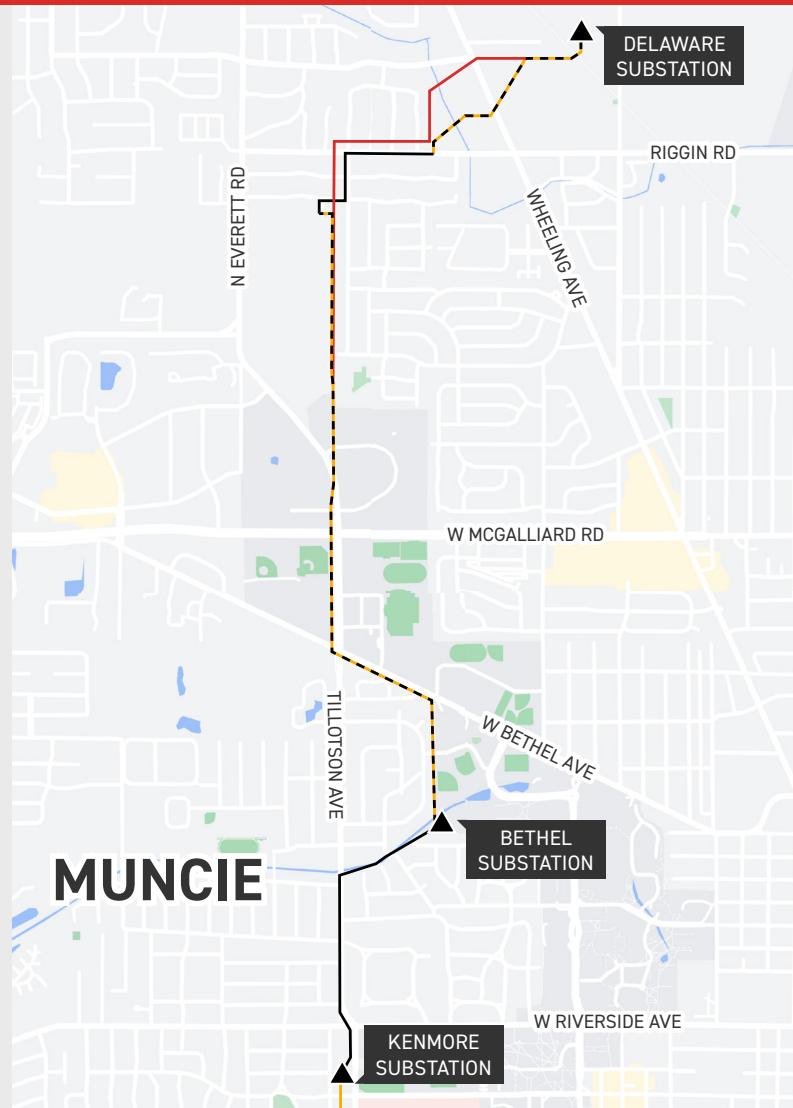 DELAWARE
SUBSTATION
RIGGIN RD
N EVERETT RD
WHEELING AVE
W MCGALLIARD RD
TILLOTSON AVE
W BETHEL AVE
BETHEL
SUBSTATION
MUNCIE
W RIVERSIDE AVE
KENMORE
SUBSTATION